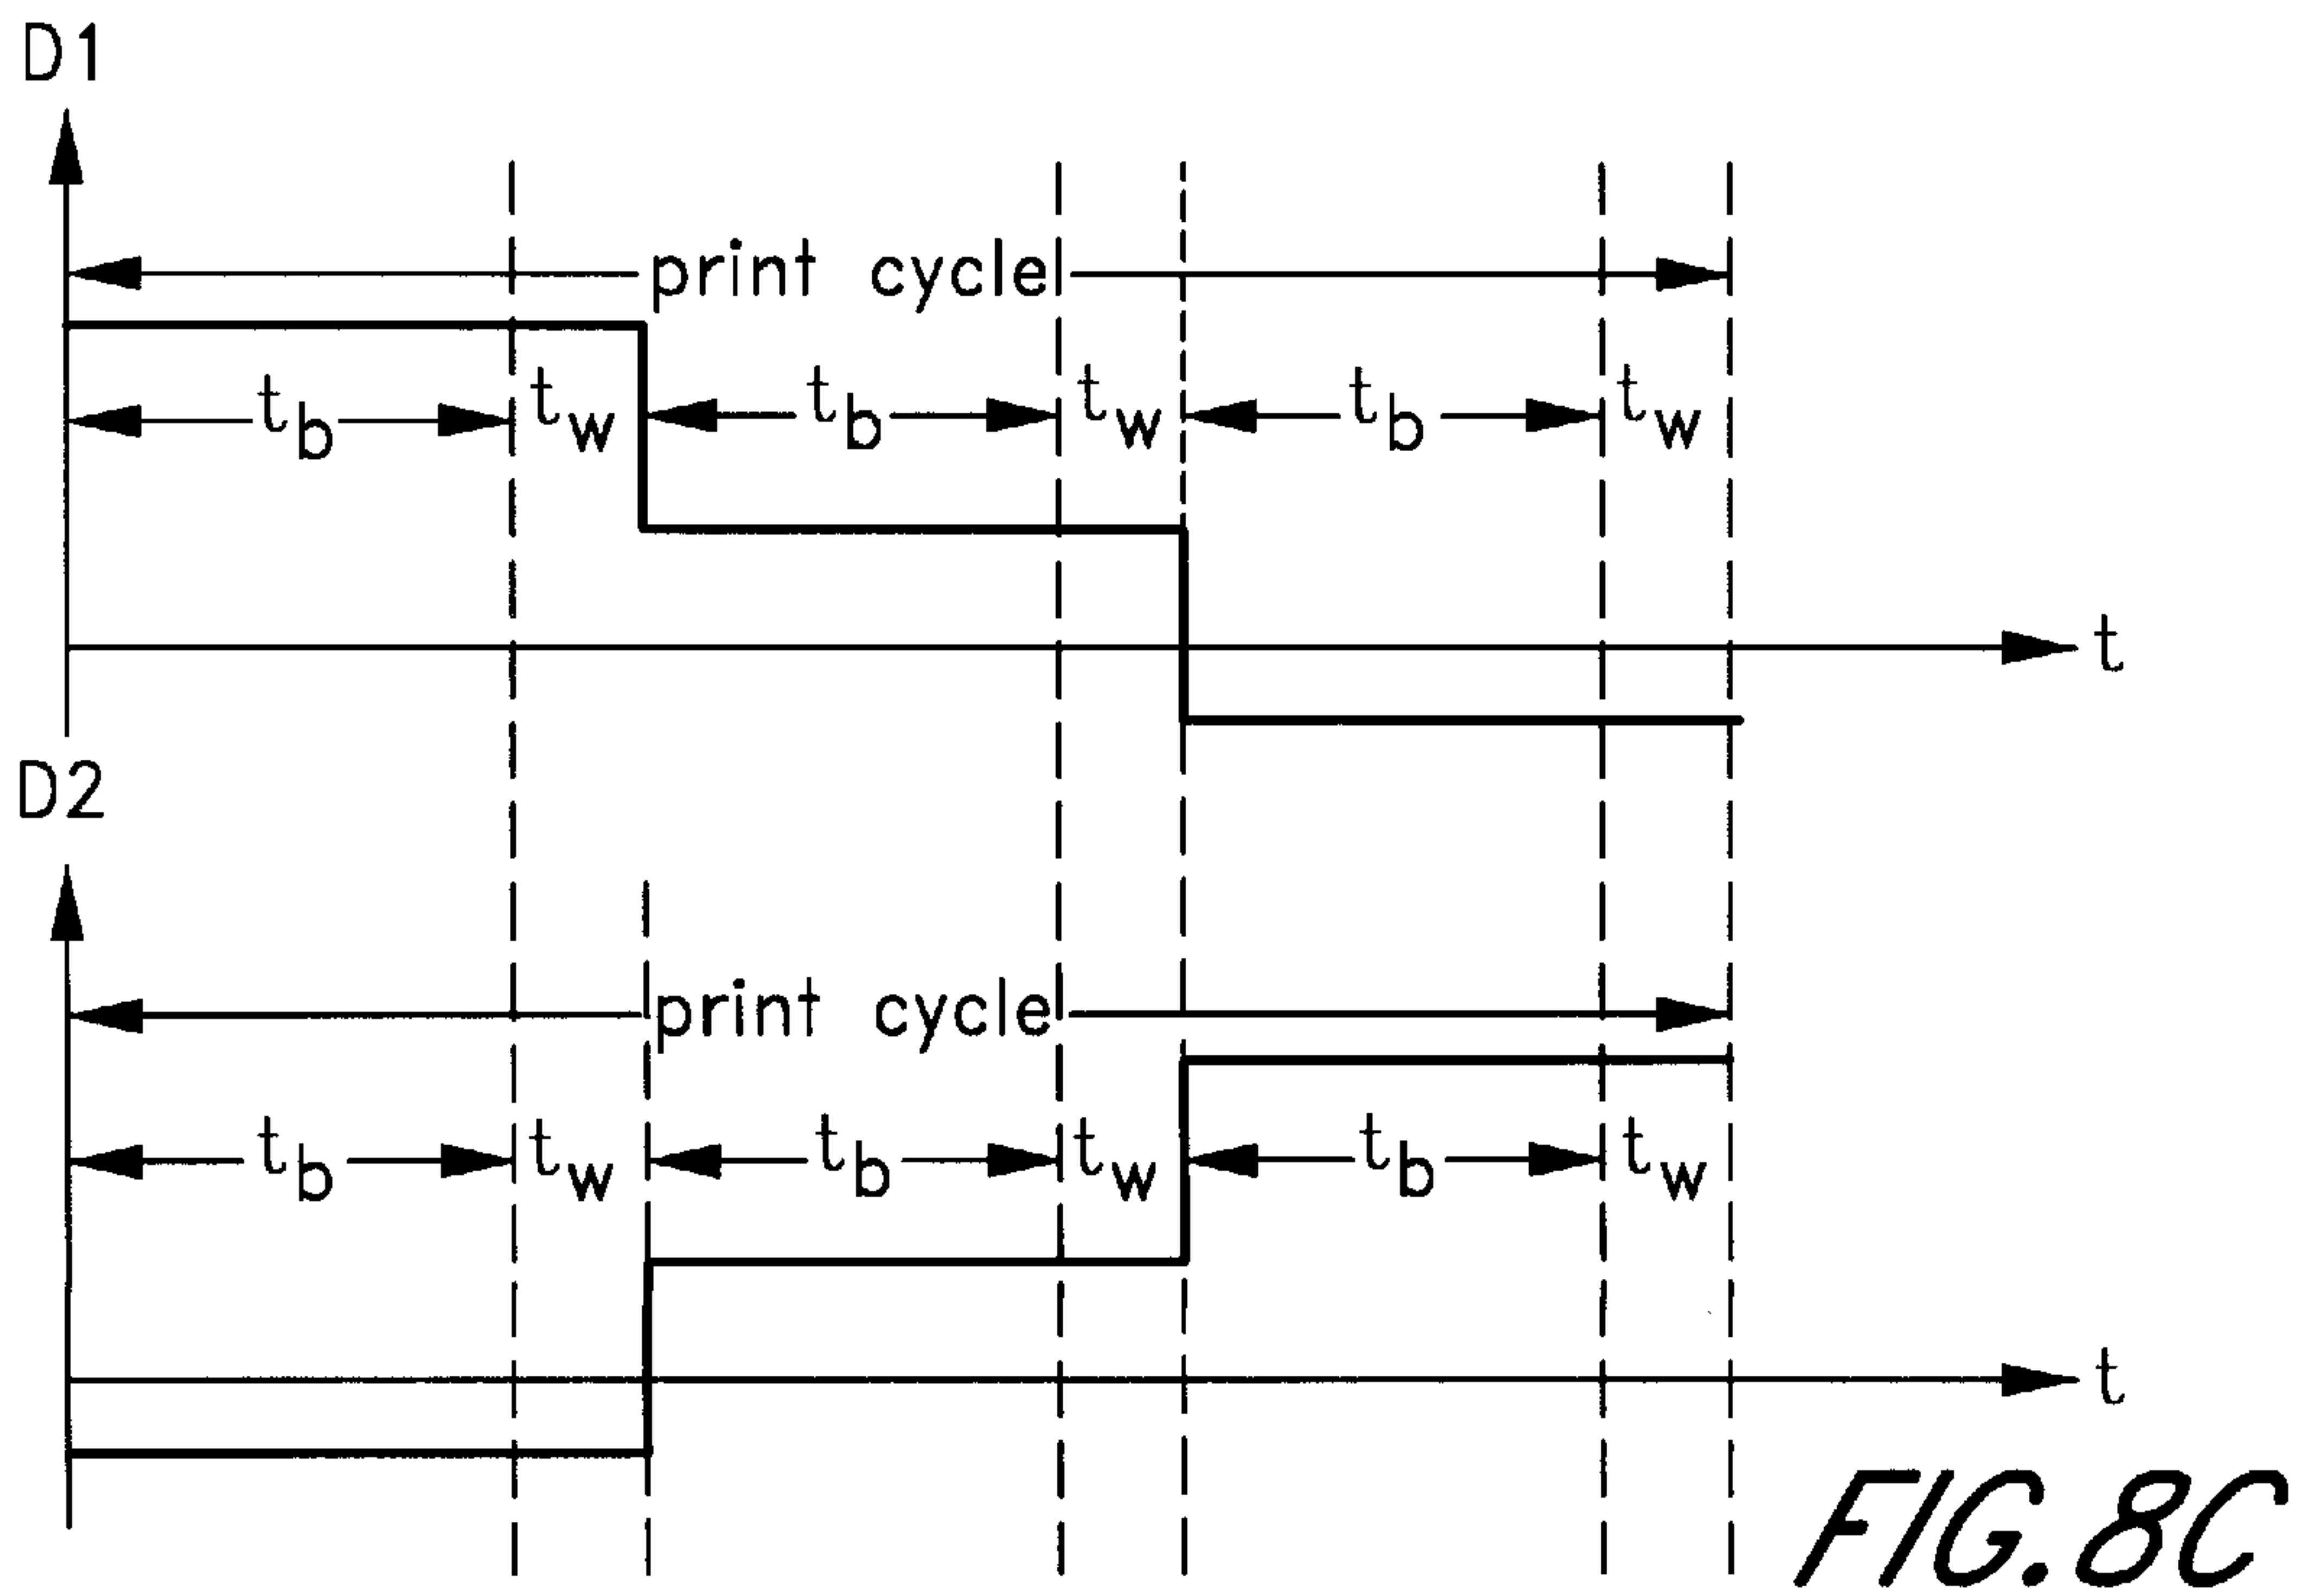 D1
print cycle
t_b t_w t_b t_w t_b t_w
t
D2
print cycle
t_b t_w t_b t_w t_b t_w
t
FIG.8C